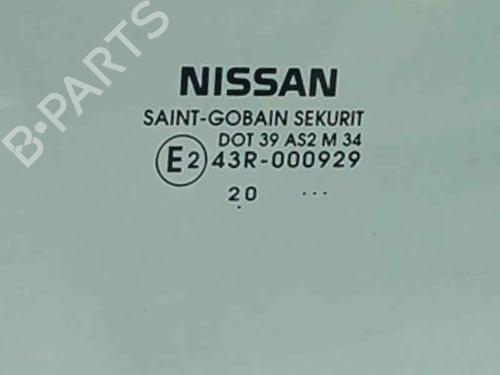 B-PARTS
NISSAN
SAINT-GOBAIN SEKURIT
DOT 39 AS2 M 34
E2 43R-000929
20 ...
.